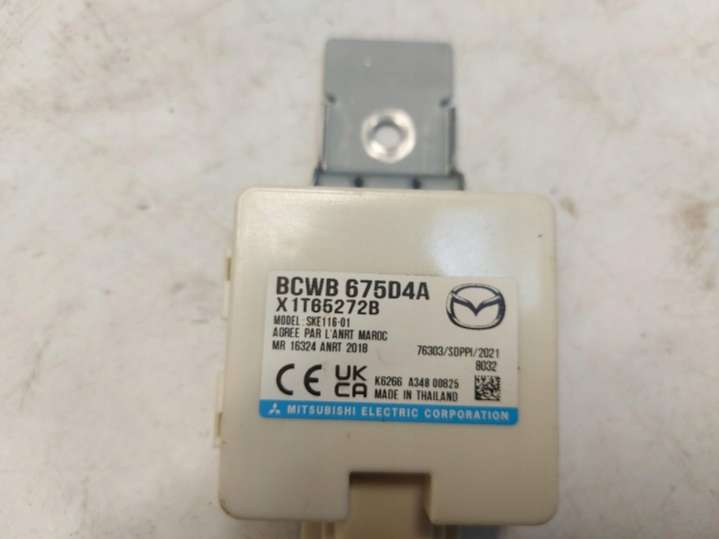 BCWB 675D4A
X1T65272B
MODEL:SKE116-01
AGREE PAR L'ANRT MAROC
MR 16324 ANRT 2018
76303/SDPPI/2021
8032
CE UK CA
K6266 A348 00825
MADE IN THAILAND
MITSUBISHI ELECTRIC CORPORATION